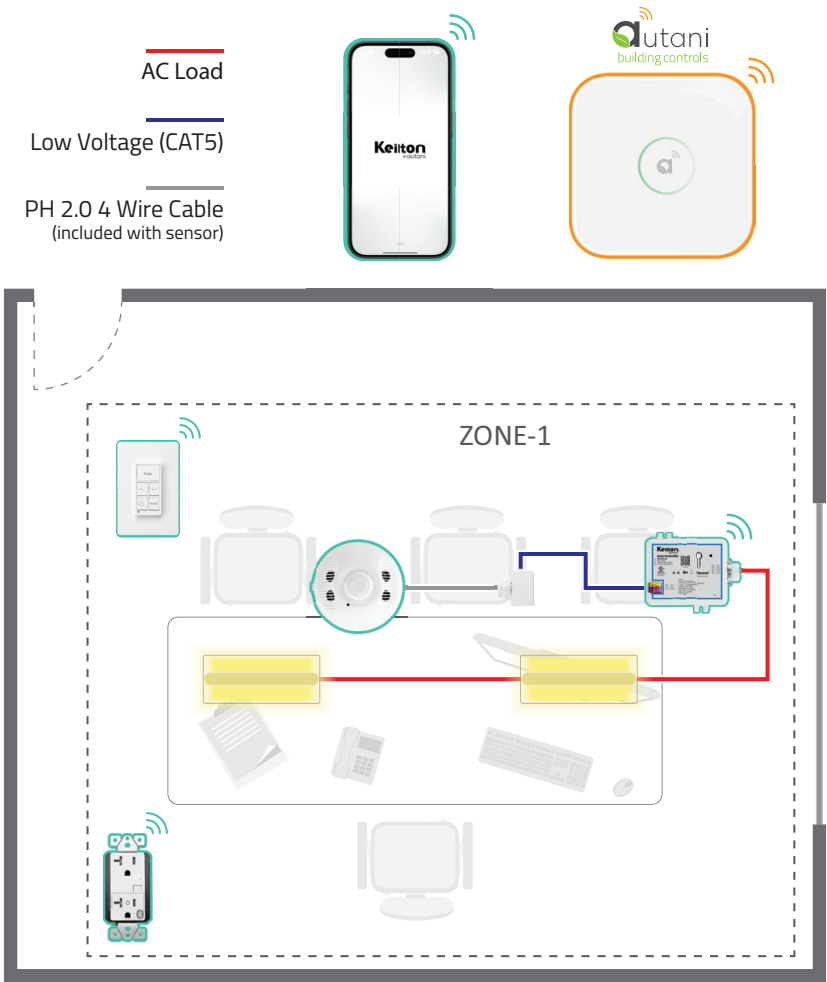 AC Load
Low Voltage (CAT5)
PH 2.0 4 Wire Cable
(included with sensor)
Keilton
autani
autani
building controls
a
ZONE-1
Auto
Keilton